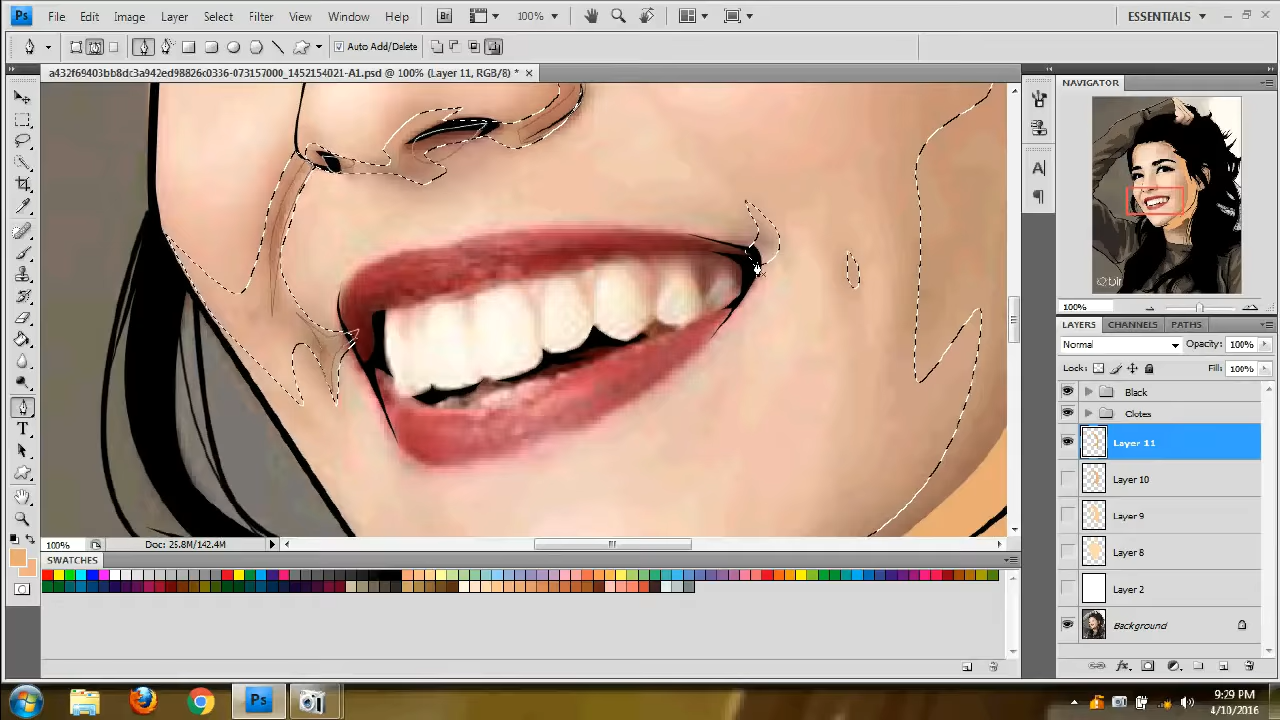 Ps File Edit Image Layer Select Filter View Window Help Br 100% ESSENTIALS
Auto Add/Delete
a432f69403bb8dc3a942ed98826c0336-073157000_1452154021-A1.psd @ 100% (Layer 11, RGB/8) *
NAVIGATOR
100%
LAYERS CHANNELS PATHS
Normal Opacity: 100%
Lock: Fill: 100%
Black
Clotes
Layer 11
Layer 10
Layer 9
Layer 8
Layer 2
Background
100% Doc: 25.8M/142.4M
SWATCHES
Ps
9:29 PM
4/10/2016